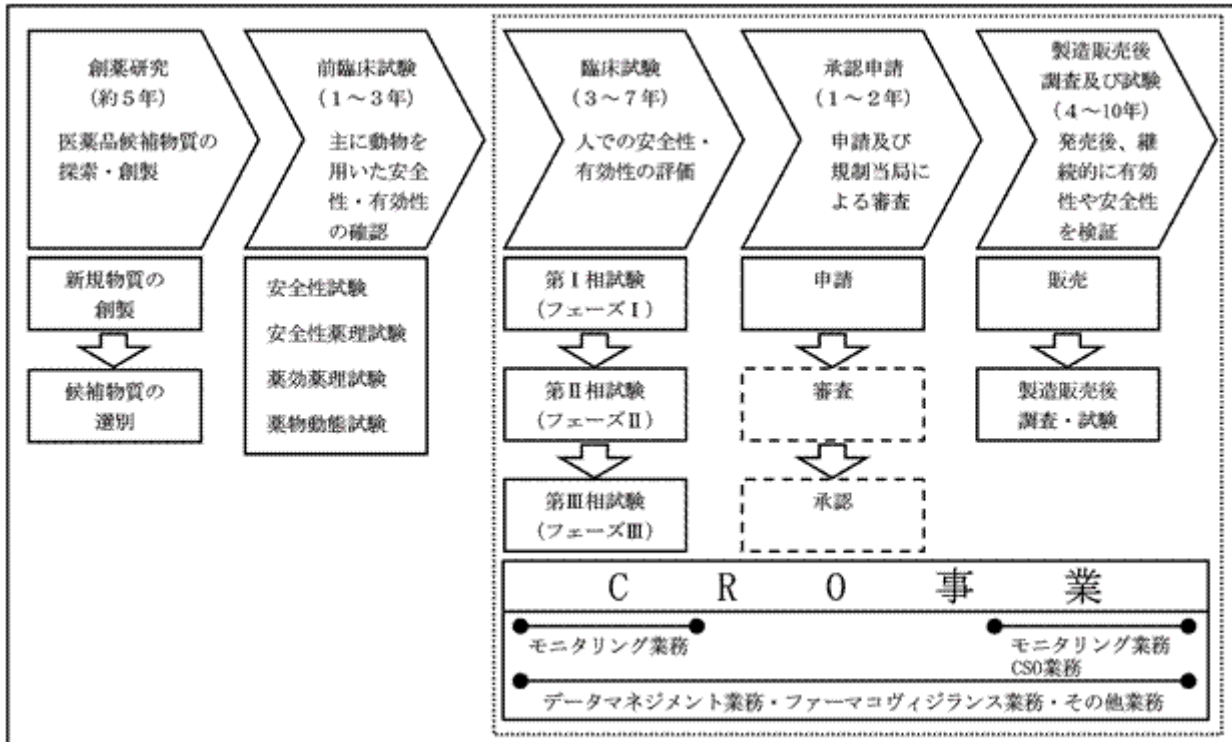 創薬研究
(約5年)
医薬品候補物質の
探索・創製
前臨床試験
(1~3年)
主に動物を
用いた安全
性・有効性
の確認
臨床試験
(3~7年)
人での安全性・
有効性の評価
承認申請
(1~2年)
申請及び
規制当局に
よる審査
製造販売後
調査及び試験
(4~10年)
発売後、継
続的に有効
性や安全性
を検証
新規物質の
創製
候補物質の
選別
安全性試験
安全性薬理試験
薬効薬理試験
薬物動態試験
第Ⅰ相試験
(フェーズⅠ)
第Ⅱ相試験
(フェーズⅡ)
第Ⅲ相試験
(フェーズⅢ)
申請
審査
承認
販売
製造販売後
調査・試験
CRO事業
モニタリング業務
モニタリング業務
CSO業務
データマネジメント業務・ファーマコヴィジランス業務・その他業務